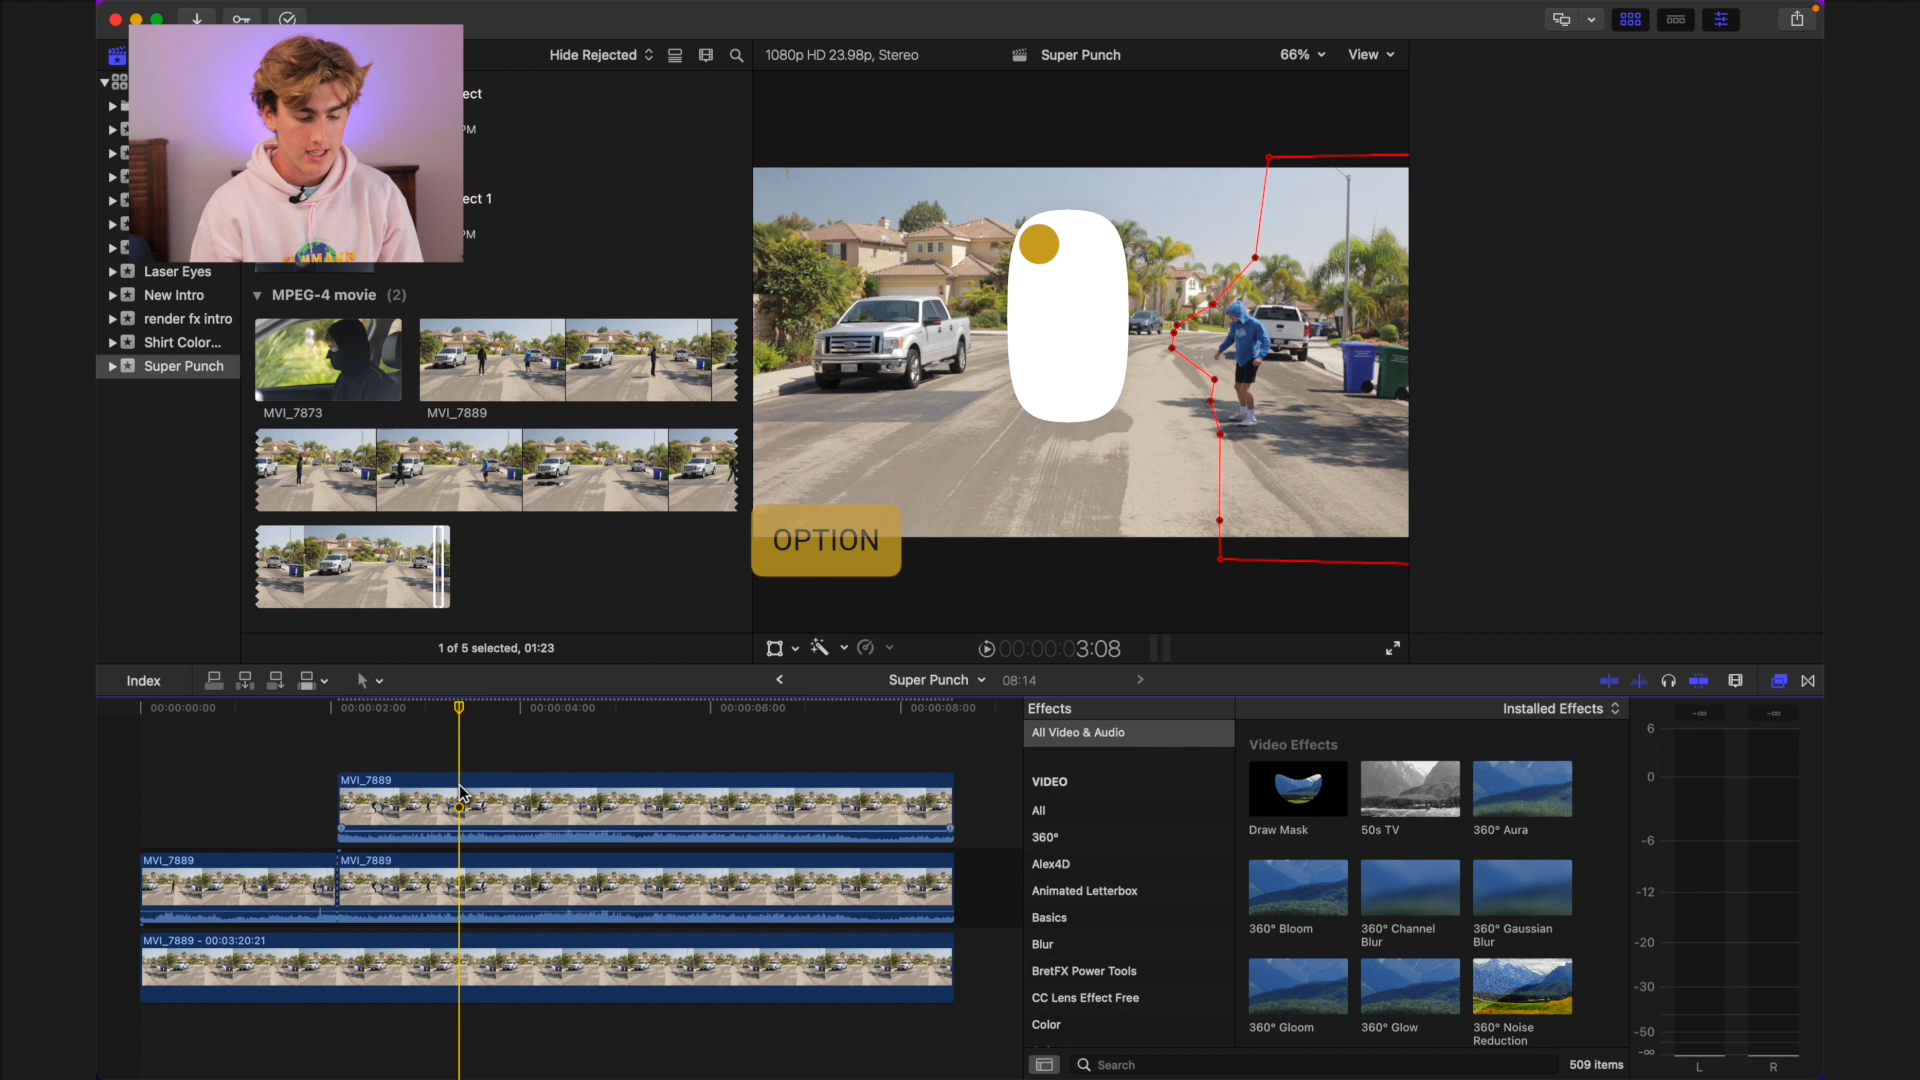 Hide Rejected
1080p HD 23.98p, Stereo
Super Punch
66%
View
ect
PM
ect 1
PM
Laser Eyes
New Intro
render fx intro
Shirt Color...
Super Punch
MPEG-4 movie (2)
MVI_7873
MVI_7889
OPTION
1 of 5 selected, 01:23
00:00:03:08
Index
Super Punch
08:14
00:00:00:00
00:00:02:00
00:00:04:00
00:00:06:00
00:00:08:00
MVI_7889
MVI_7889
MVI_7889
MVI_7889 - 00:03:20:21
Effects
Installed Effects
All Video & Audio
VIDEO
All
360°
Alex4D
Animated Letterbox
Basics
Blur
BretFX Power Tools
CC Lens Effect Free
Color
Video Effects
Draw Mask
50s TV
360° Aura
360° Bloom
360° Channel
Blur
360° Gaussian
Blur
360° Gloom
360° Glow
360° Noise
Reduction
Search
509 items
-∞
-∞
6
0
-6
-12
-20
-30
-50
-∞
L
R